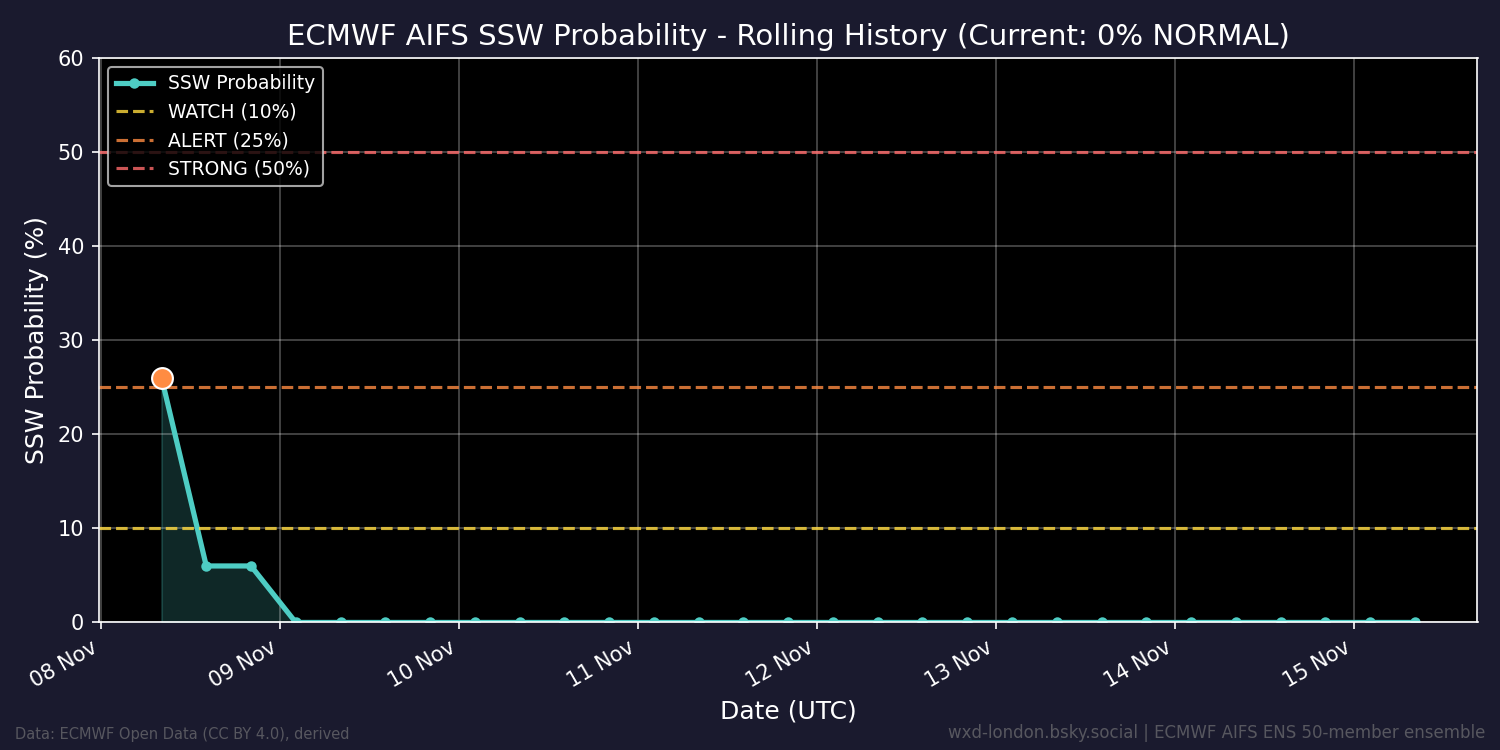 ECMWF AIFS SSW Probability - Rolling History (Current: 0% NORMAL)
SSW Probability
WATCH (10%)
ALERT (25%)
STRONG (50%)
SSW Probability (%)
60
50
40
30
20
10
0
08 Nov
09 Nov
10 Nov
11 Nov
12 Nov
13 Nov
14 Nov
15 Nov
Date (UTC)
Data: ECMWF Open Data (CC BY 4.0), derived
wxd-london.bsky.social | ECMWF AIFS ENS 50-member ensemble